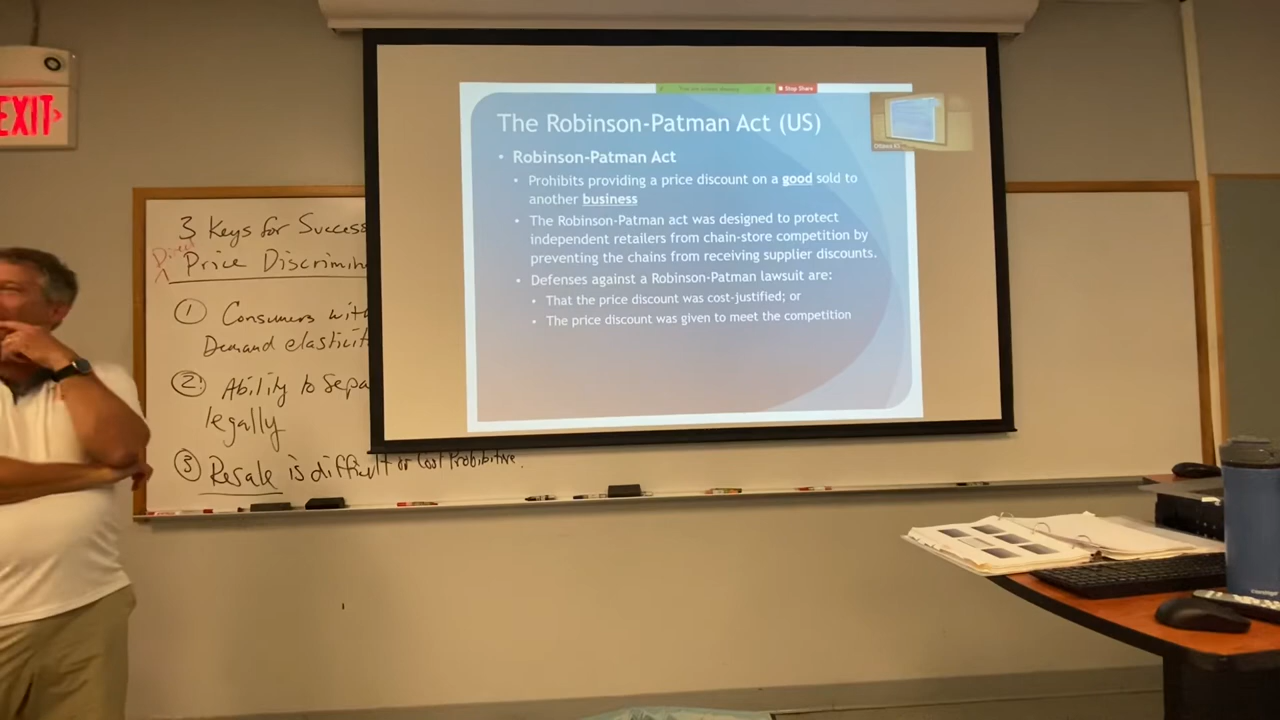 EXIT
Stop Share
The Robinson-Patman Act (US)
• Robinson-Patman Act
• Prohibits providing a price discount on a good sold to
another business
• The Robinson-Patman act was designed to protect
independent retailers from chain-store competition by
preventing the chains from receiving supplier discounts.
• Defenses against a Robinson-Patman lawsuit are:
• That the price discount was cost-justified; or
• The price discount was given to meet the competition
3 Keys for Success
Direct
Price Discrimin
① Consumers with
Demand elasticit
② Ability to Sepa
legally
③ Resale is difficult or Cost Prohibitive.